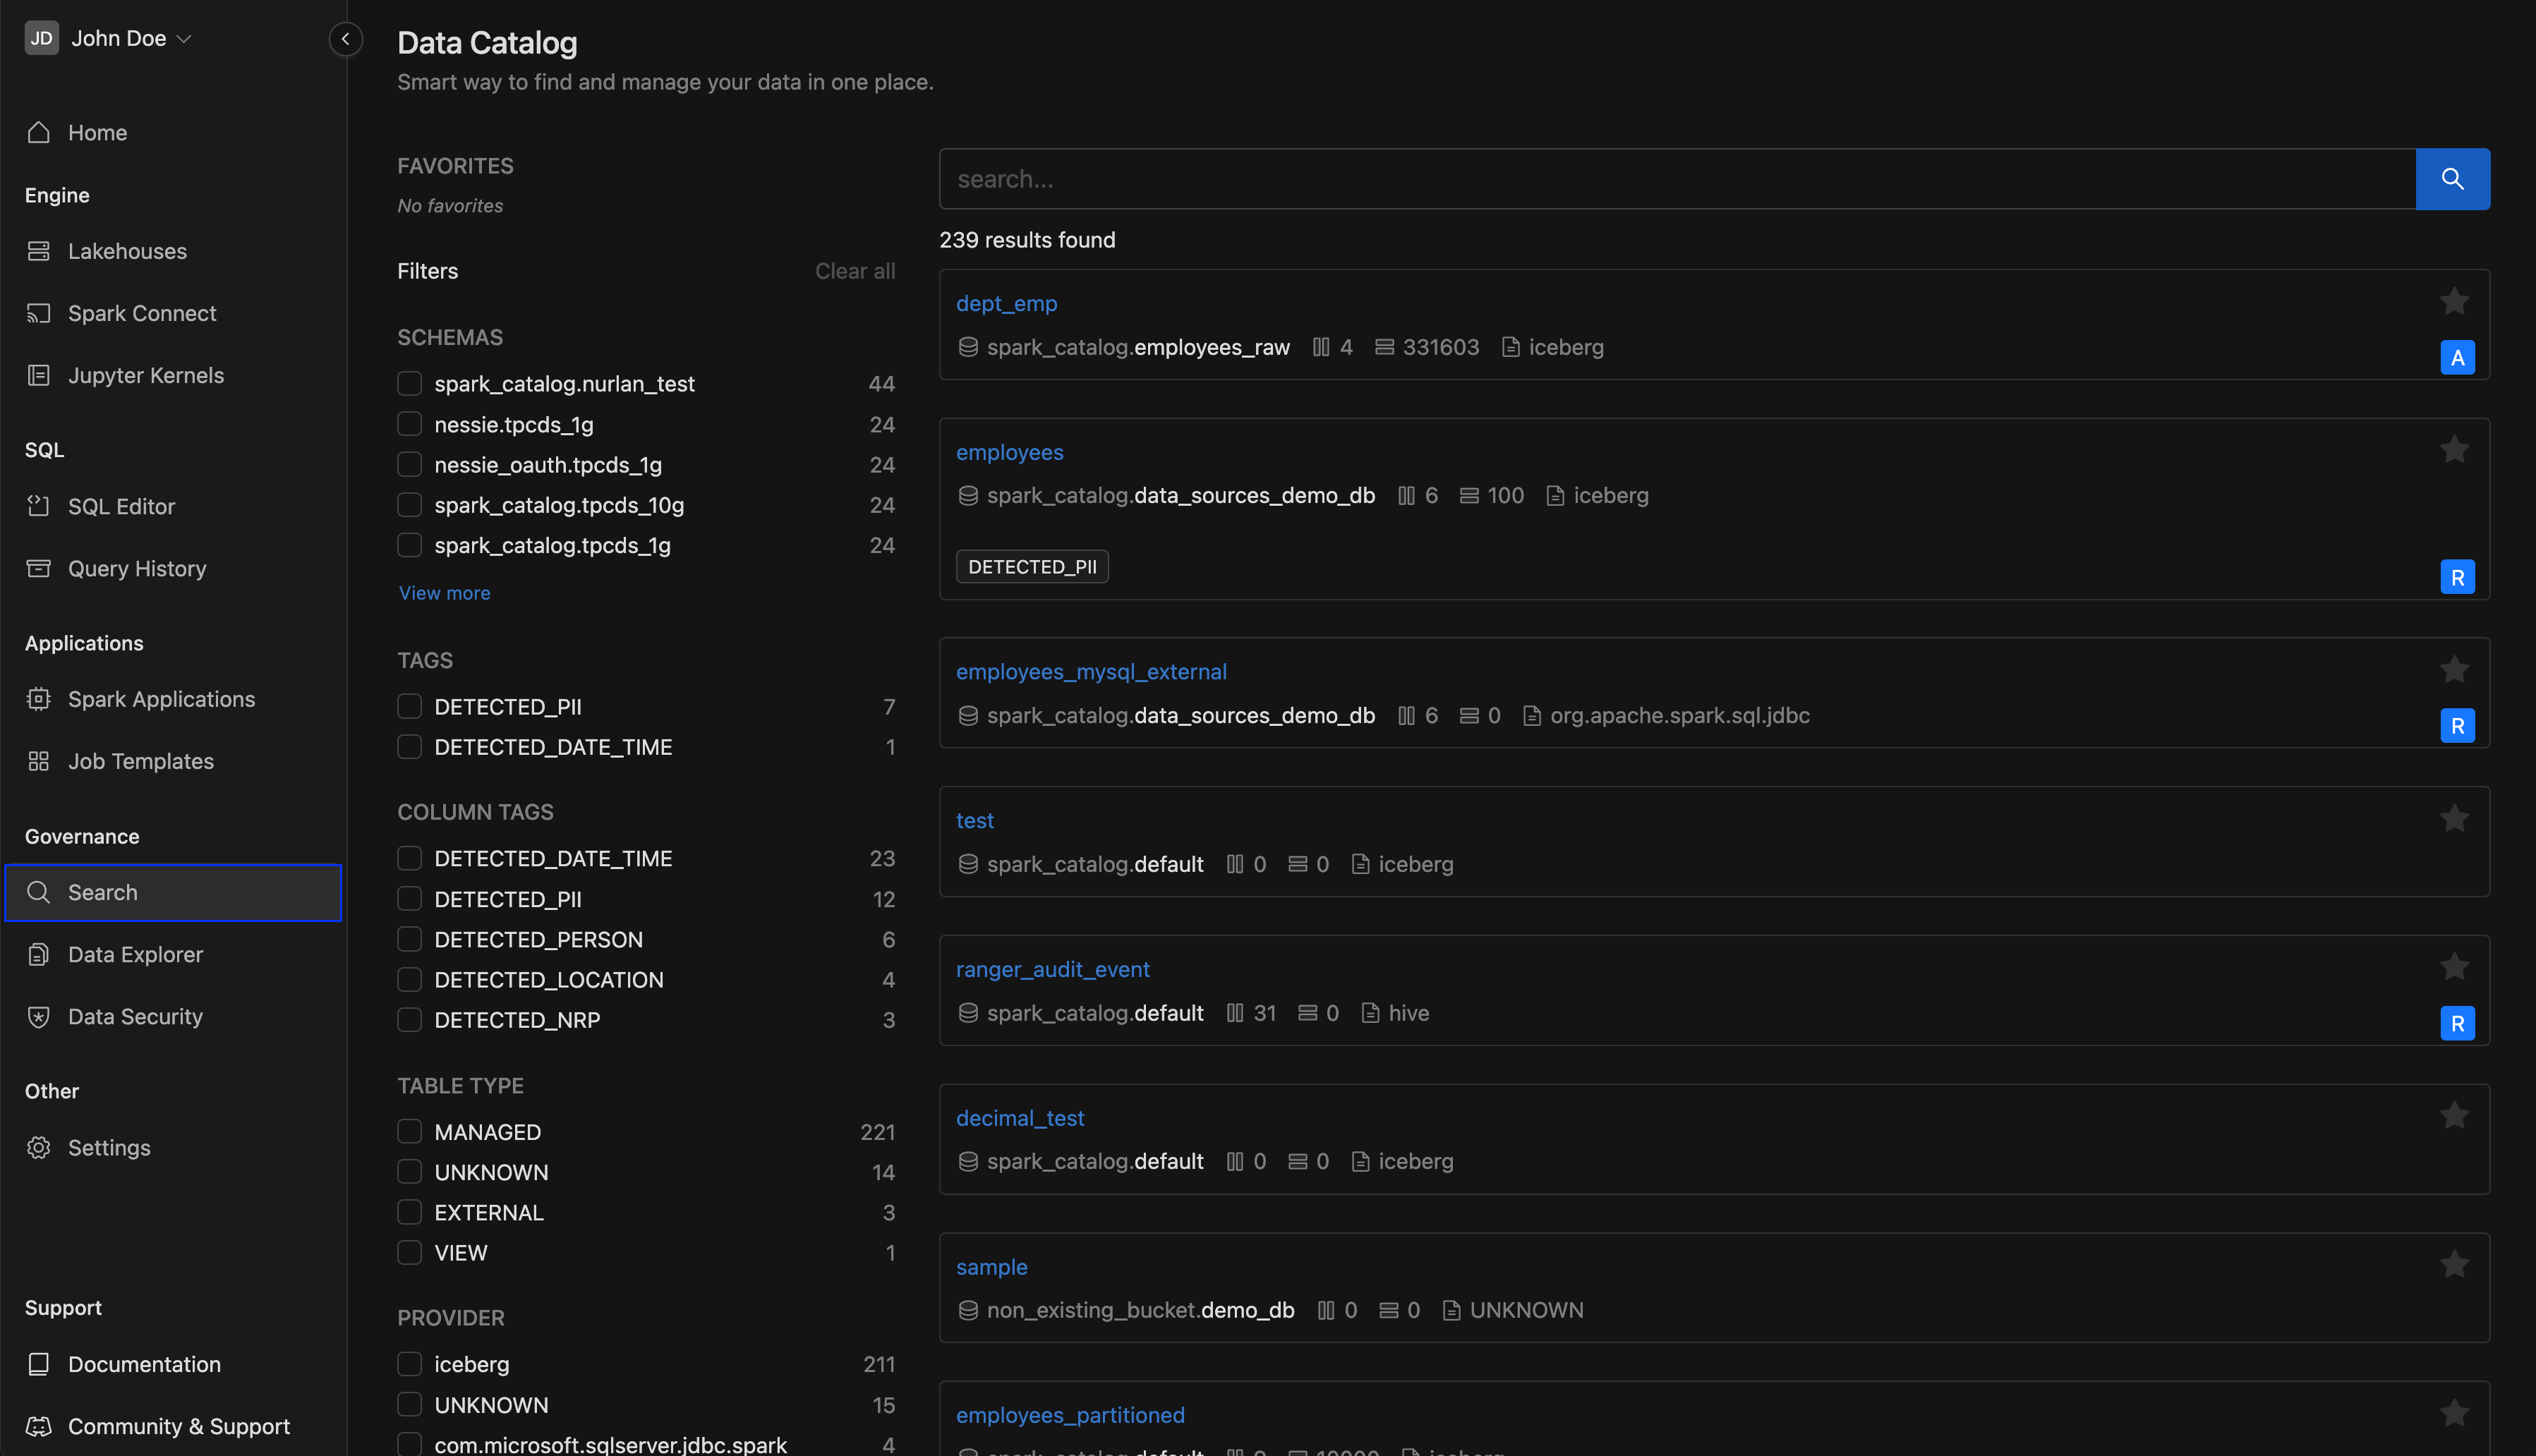 JD John Doe
Home
Engine
Lakehouses
Spark Connect
Jupyter Kernels
SQL
SQL Editor
Query History
Applications
Spark Applications
Job Templates
Governance
Search
Data Explorer
Data Security
Other
Settings
Support
Documentation
Community & Support
Data Catalog
Smart way to find and manage your data in one place.
FAVORITES
No favorites
Filters Clear all
SCHEMAS
spark_catalog.nurlan_test 44
nessie.tpcds_1g 24
nessie_oauth.tpcds_1g 24
spark_catalog.tpcds_10g 24
spark_catalog.tpcds_1g 24
View more
TAGS
DETECTED_PII 7
DETECTED_DATE_TIME 1
COLUMN TAGS
DETECTED_DATE_TIME 23
DETECTED_PII 12
DETECTED_PERSON 6
DETECTED_LOCATION 4
DETECTED_NRP 3
TABLE TYPE
MANAGED 221
UNKNOWN 14
EXTERNAL 3
VIEW 1
PROVIDER
iceberg 211
UNKNOWN 15
com.microsoft.sqlserver.jdbc.spark 4
search...
239 results found
dept_emp
spark_catalog.employees_raw 4 331603 iceberg
A
employees
spark_catalog.data_sources_demo_db 6 100 iceberg
DETECTED_PII
R
employees_mysql_external
spark_catalog.data_sources_demo_db 6 0 org.apache.spark.sql.jdbc
R
test
spark_catalog.default 0 0 iceberg
ranger_audit_event
spark_catalog.default 31 0 hive
R
decimal_test
spark_catalog.default 0 0 iceberg
sample
non_existing_bucket.demo_db 0 0 UNKNOWN
employees_partitioned